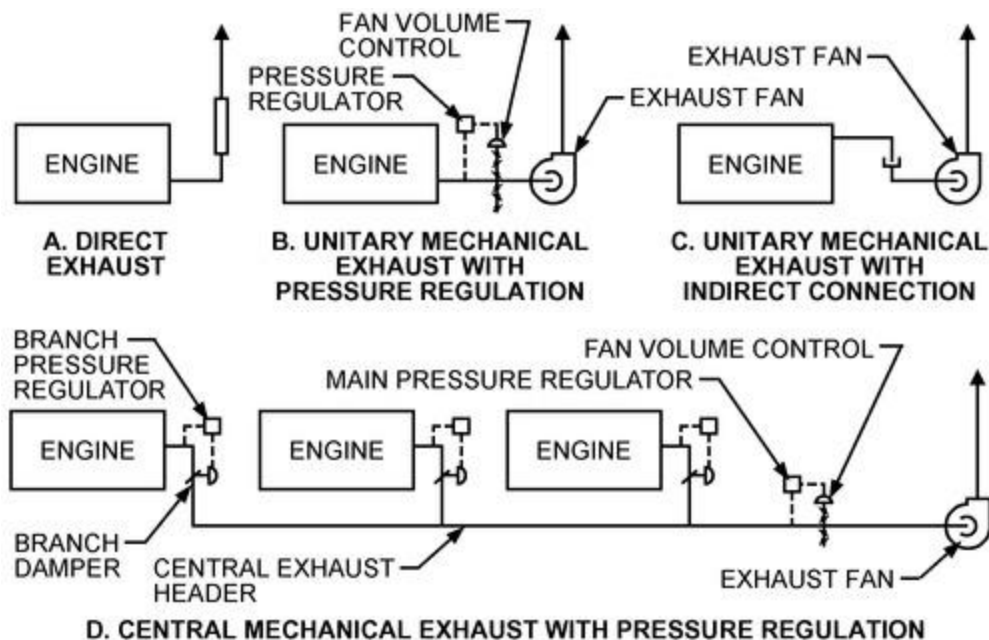 FAN VOLUME
CONTROL
PRESSURE
REGULATOR
EXHAUST FAN
EXHAUST FAN
ENGINE
ENGINE
ENGINE
A. DIRECT
EXHAUST
B. UNITARY MECHANICAL
EXHAUST WITH
PRESSURE REGULATION
C. UNITARY MECHANICAL
EXHAUST WITH
INDIRECT CONNECTION
BRANCH
PRESSURE
REGULATOR
FAN VOLUME CONTROL
MAIN PRESSURE REGULATOR
ENGINE
ENGINE
ENGINE
BRANCH
DAMPER
CENTRAL EXHAUST
HEADER
EXHAUST FAN
D. CENTRAL MECHANICAL EXHAUST WITH PRESSURE REGULATION